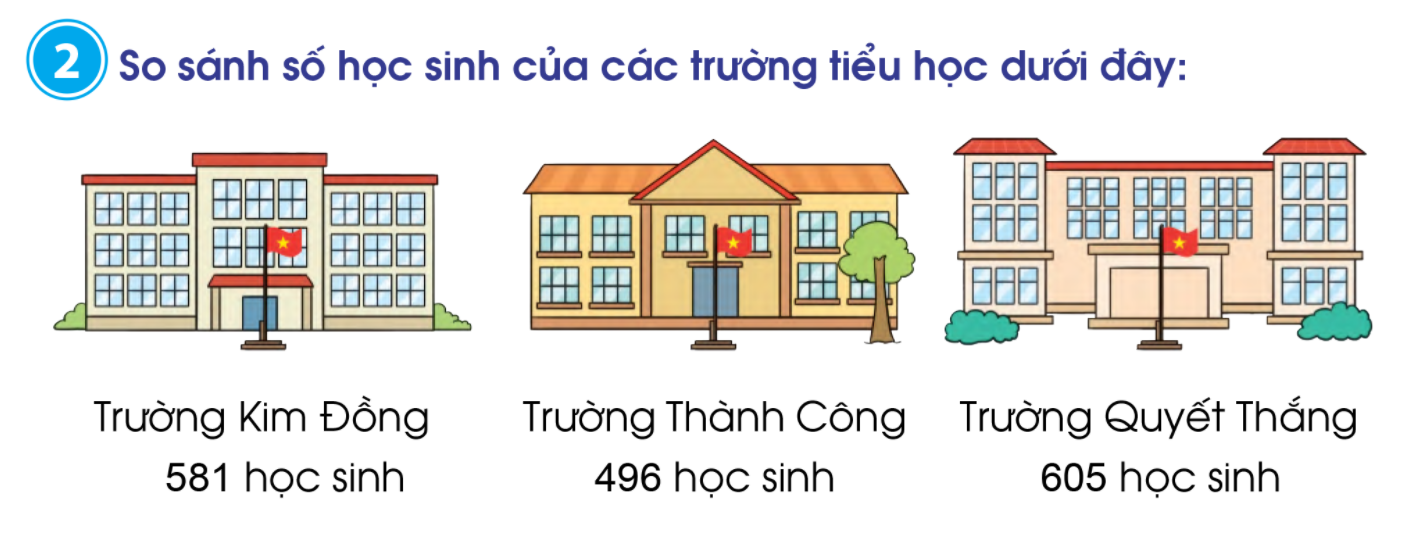 2 So sánh số học sinh của các trường tiểu học dưới đây:
Trường Kim Đồng
581 học sinh
Trường Thành Công
496 học sinh
Trường Quyết Thắng
605 học sinh